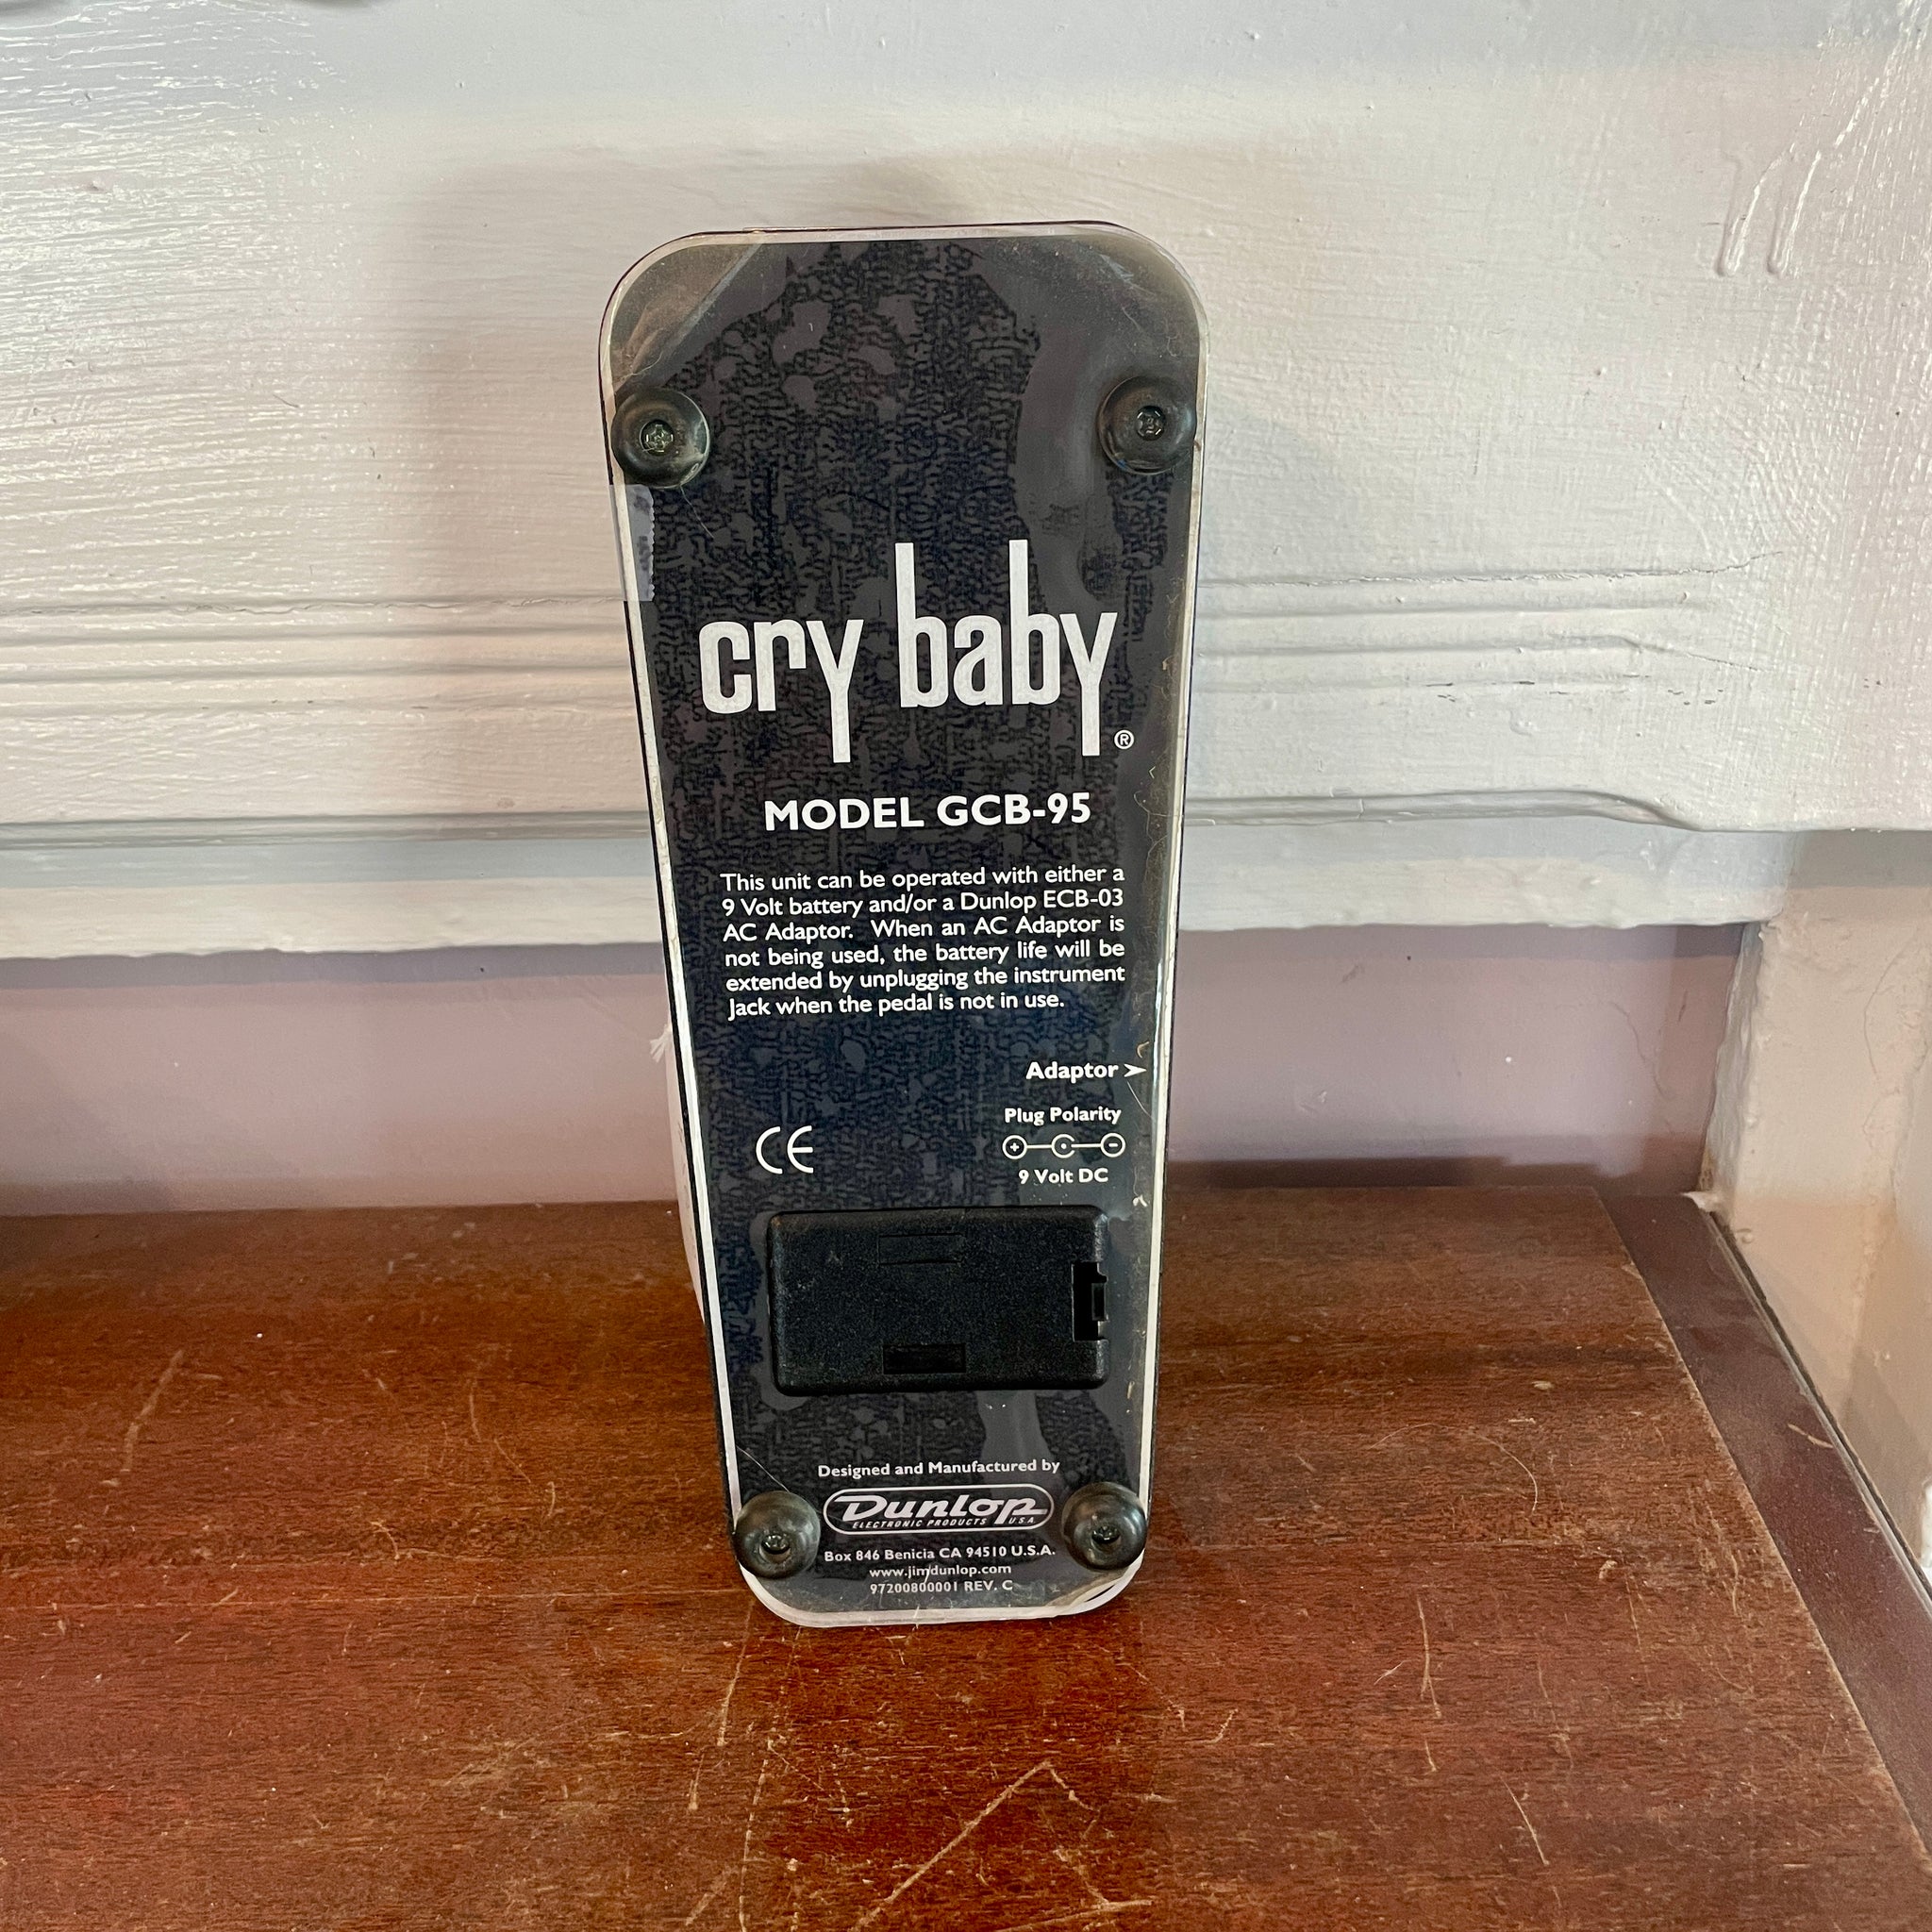 cry baby®
MODEL GCB-95
This unit can be operated with either a
9 Volt battery and/or a Dunlop ECB-03
AC Adaptor. When an AC Adaptor is
not being used, the battery life will be
extended by unplugging the instrument
Jack when the pedal is not in use.
Adaptor
Plug Polarity
+ -
CE
9 Volt DC
Designed and Manufactured by
DUNLOP
ELECTRONIC PRODUCTS U.S.A.
Box 846 Benicia CA 94510 U.S.A.
www.jimdunlop.com
97200800001 REV. C